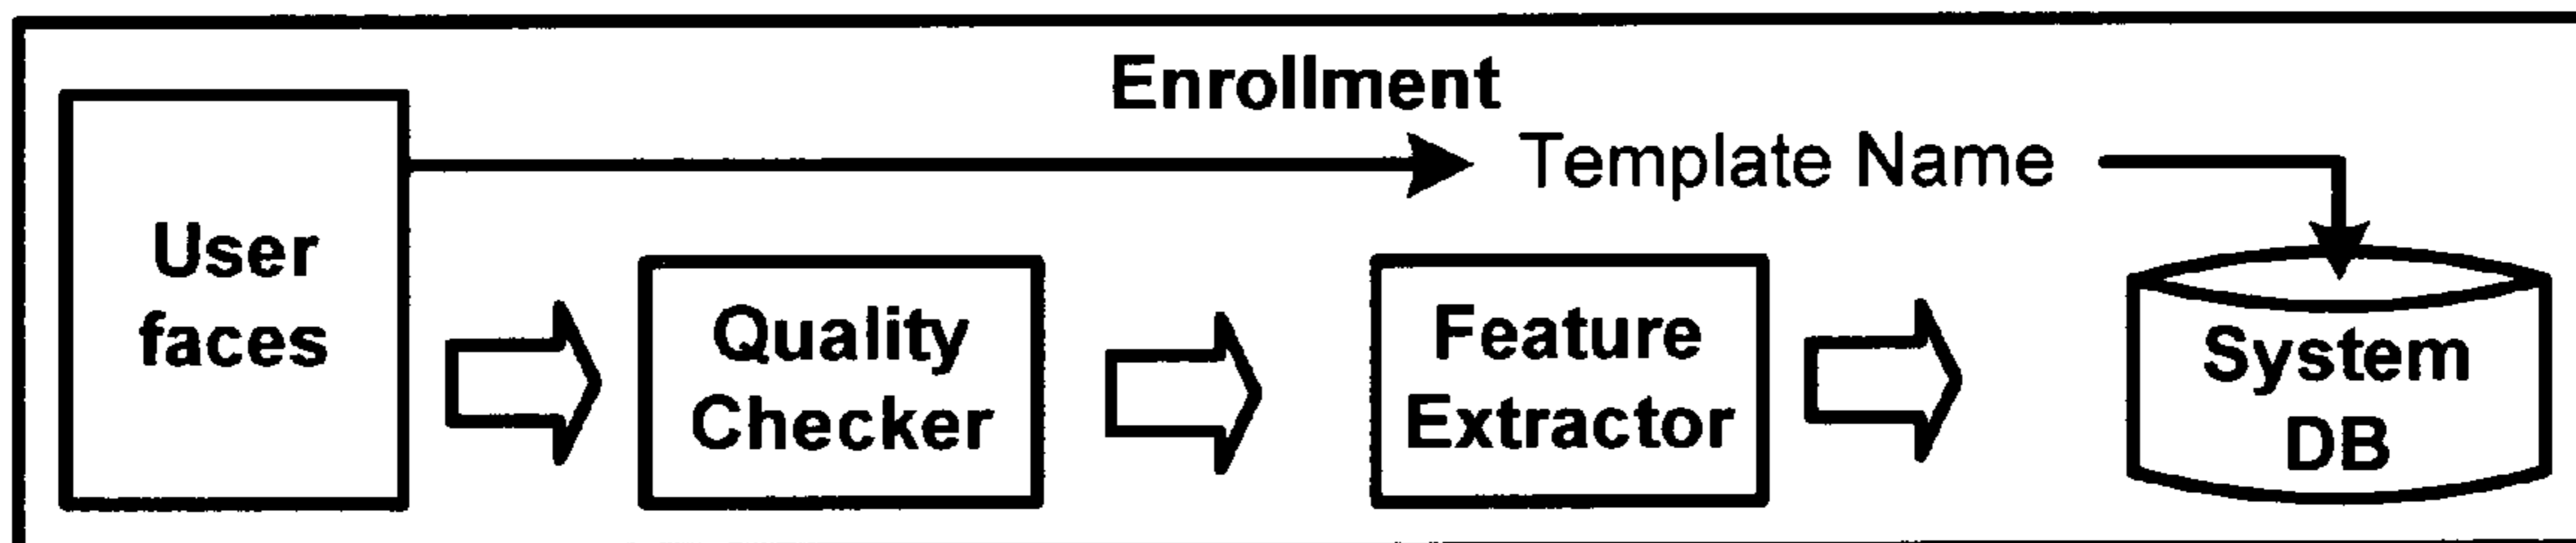 Enrollment
Template Name
User
faces
Quality
Checker
Feature
Extractor
System
DB